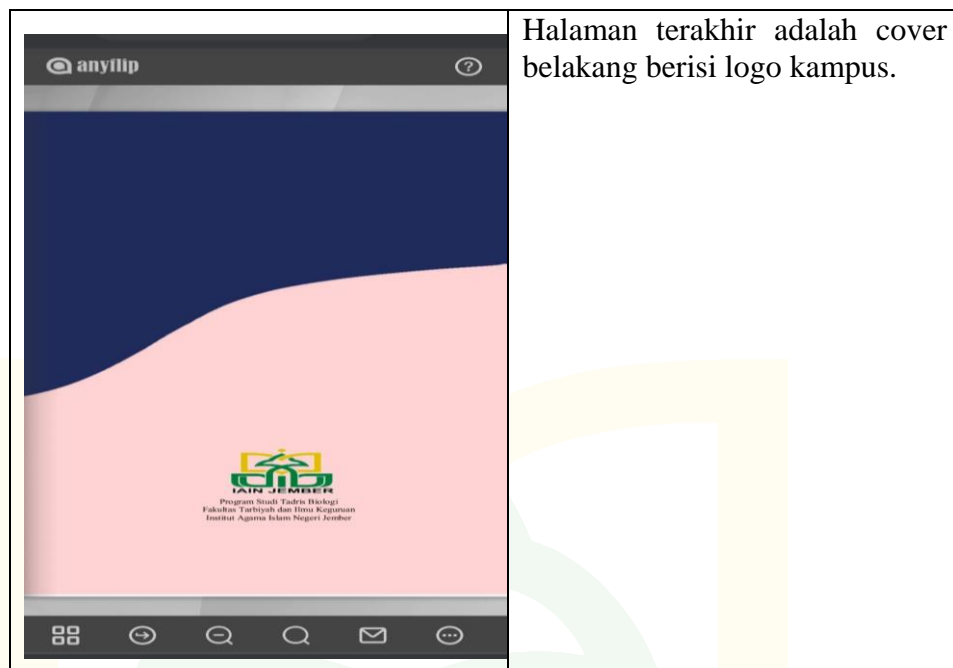 anyflip
?
Halaman terakhir adalah cover
belakang berisi logo kampus.
IAIN JEMBER
Program Studi Tadris Biologi
Fakultas Tarbiyah dan Ilmu Keguruan
Institut Agama Islam Negeri Jember